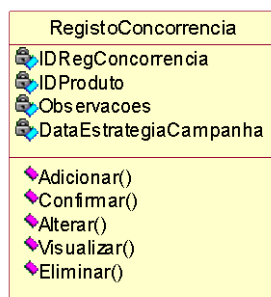 RegistoConcorrencia
IDRegConcorrencia
IDProduto
Observacoes
DataEstrategiaCampanha
Adicionar()
Confirmar()
Alterar()
Visualizar()
Eliminar()